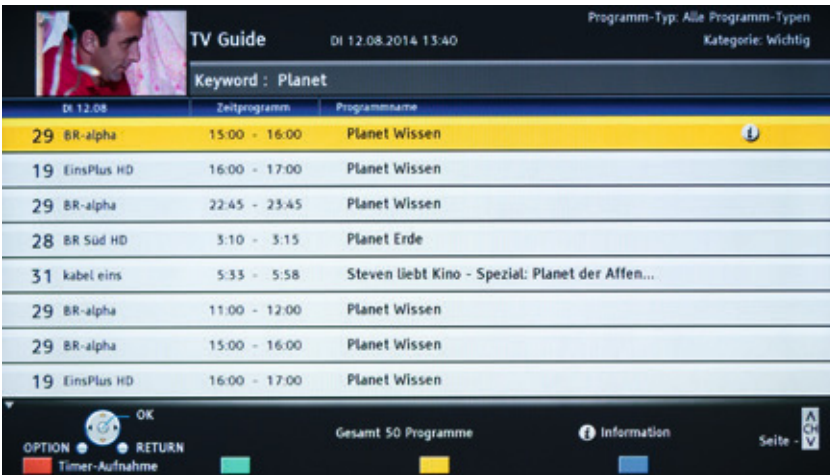 Programm-Typ: Alle Programm-Typen
TV Guide DI 12.08.2014 13:40 Kategorie: Wichtig
Keyword : Planet
DI 12.08 Zeitprogramm Programmname
29 BR-alpha 15:00 - 16:00 Planet Wissen i
19 EinsPlus HD 16:00 - 17:00 Planet Wissen
29 BR-alpha 22:45 - 23:45 Planet Wissen
28 BR Süd HD 3:10 - 3:15 Planet Erde
31 kabel eins 5:33 - 5:58 Steven liebt Kino - Spezial: Planet der Affen...
29 BR-alpha 11:00 - 12:00 Planet Wissen
29 BR-alpha 15:00 - 16:00 Planet Wissen
19 EinsPlus HD 16:00 - 17:00 Planet Wissen
OK
Gesamt 50 Programme i Information
OPTION RETURN Seite - CH
Timer-Aufnahme